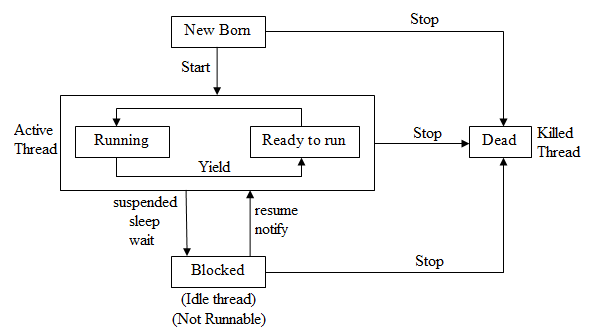 New Born
Stop
Start
Active
Thread
Running
Ready to run
Yield
Stop
Dead
Killed
Thread
suspended
sleep
wait
resume
notify
Blocked
Stop
(Idle thread)
(Not Runnable)